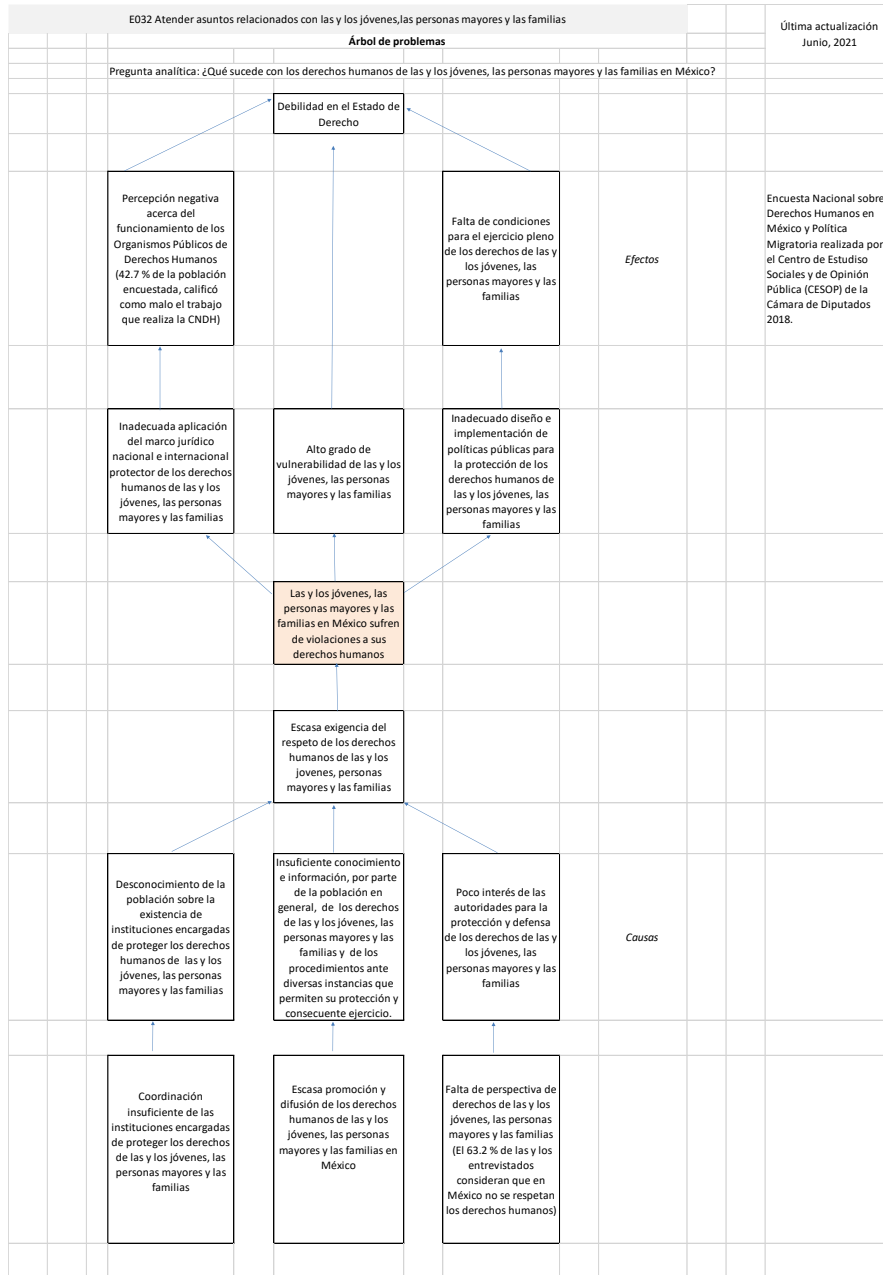 E032 Atender asuntos relacionados con las y los jóvenes,las personas mayores y las familias
Última actualización
Junio, 2021
Árbol de problemas
Pregunta analítica: ¿Qué sucede con los derechos humanos de las y los jóvenes, las personas mayores y las familias en México?
Debilidad en el Estado de
Derecho
Percepción negativa
acerca del
funcionamiento de los
Organismos Públicos de
Derechos Humanos
(42.7 % de la población
encuestada, calificó
como malo el trabajo
que realiza la CNDH)
Falta de condiciones
para el ejercicio pleno
de los derechos de las y
los jóvenes, las
personas mayores y las
familias
Efectos
Encuesta Nacional sobre
Derechos Humanos en
México y Política
Migratoria realizada por
el Centro de Estudiso
Sociales y de Opinión
Pública (CESOP) de la
Cámara de Diputados
2018.
Inadecuada aplicación
del marco jurídico
nacional e internacional
protector de los derechos
humanos de las y los
jóvenes, las personas
mayores y las familias
Alto grado de
vulnerabilidad de las y los
jóvenes, las personas
mayores y las familias
Inadecuado diseño e
implementación de
políticas públicas para
la protección de los
derechos humanos de
las y los jóvenes, las
personas mayores y las
familias
Las y los jóvenes, las
personas mayores y las
familias en México sufren
de violaciones a sus
derechos humanos
Escasa exigencia del
respeto de los derechos
humanos de las y los
jovenes, personas
mayores y las familias
Desconocimiento de la
población sobre la
existencia de
instituciones encargadas
de proteger los derechos
humanos de las y los
jóvenes, las personas
mayores y las familias
Insuficiente conocimiento
e información, por parte
de la población en
general, de los derechos
de las y los jóvenes, las
personas mayores y las
familias y de los
procedimientos ante
diversas instancias que
permiten su protección y
consecuente ejercicio.
Poco interés de las
autoridades para la
protección y defensa
de los derechos de las y
los jóvenes, las
personas mayores y las
familias
Causas
Coordinación
insuficiente de las
instituciones encargadas
de proteger los derechos
de las y los jóvenes, las
personas mayores y las
familias
Escasa promoción y
difusión de los derechos
humanos de las y los
jóvenes, las personas
mayores y las familias en
México
Falta de perspectiva de
derechos de las y los
jóvenes, las personas
mayores y las familias
(El 63.2 % de las y los
entrevistados
consideran que en
México no se respetan
los derechos humanos)